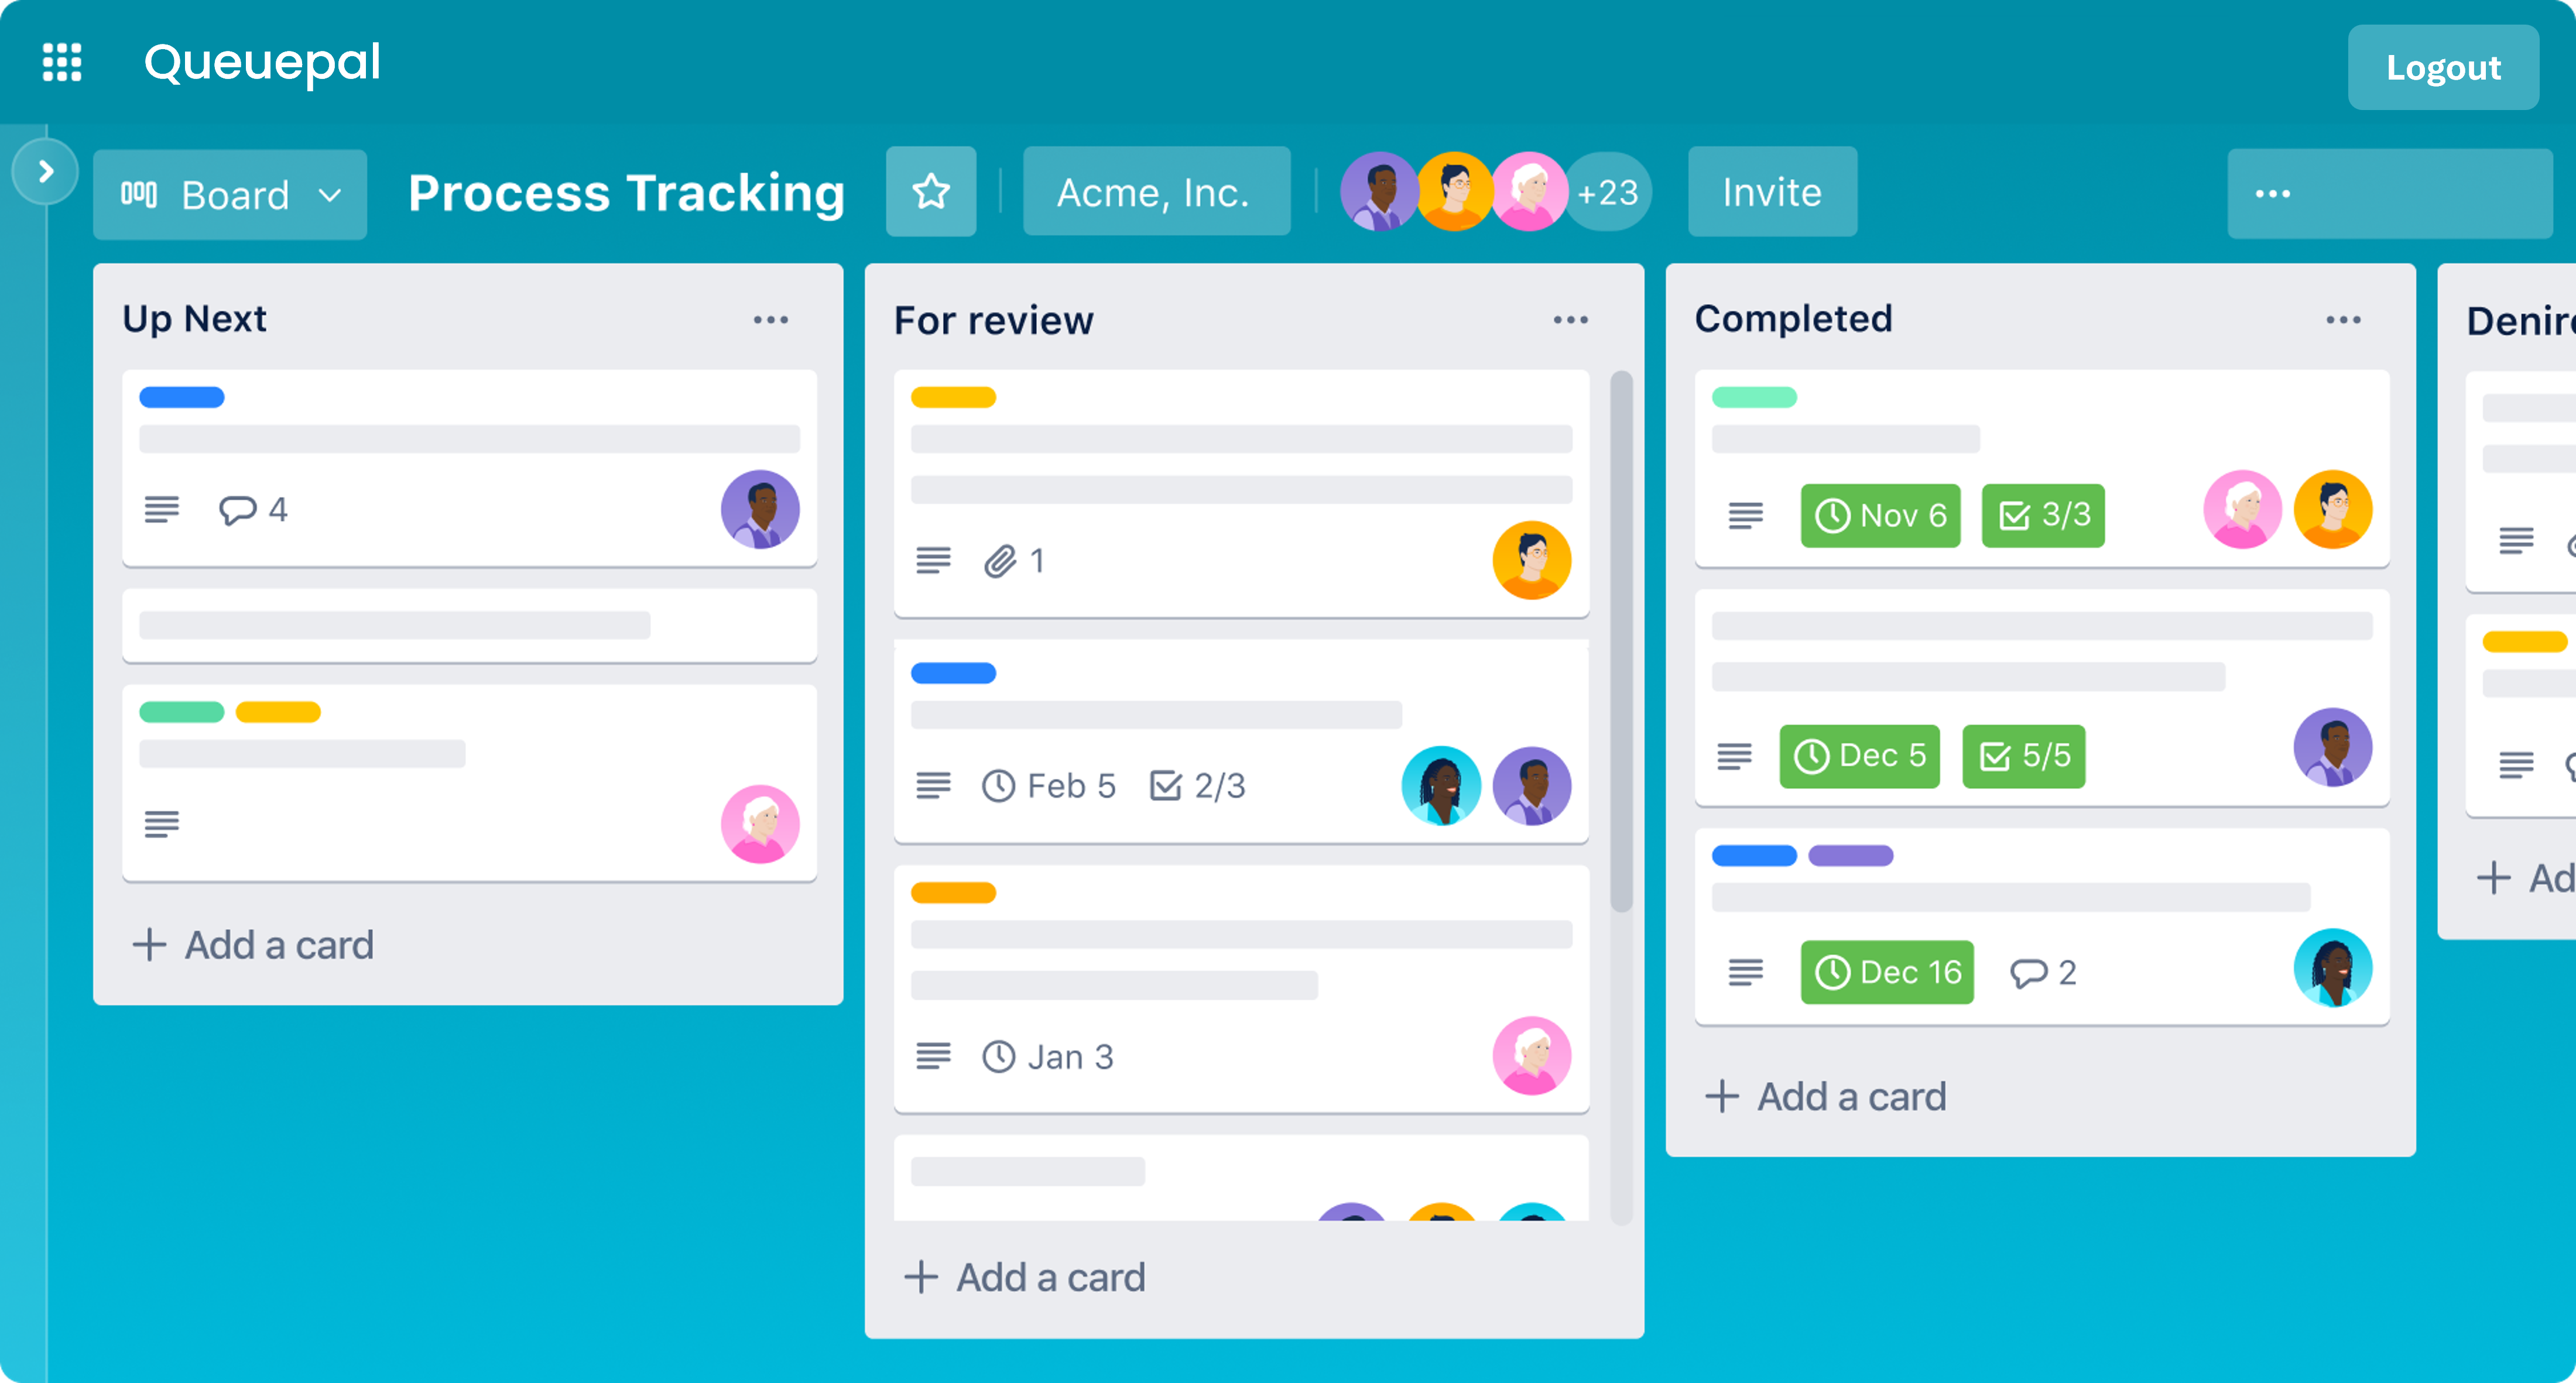 Queuepal
Logout
Board
Process Tracking
Acme, Inc.
+23
Invite
Up Next
4
Add a card
For review
1
Feb 5
2/3
Jan 3
Add a card
Completed
Nov 6
3/3
Dec 5
5/5
Dec 16
2
Add a card